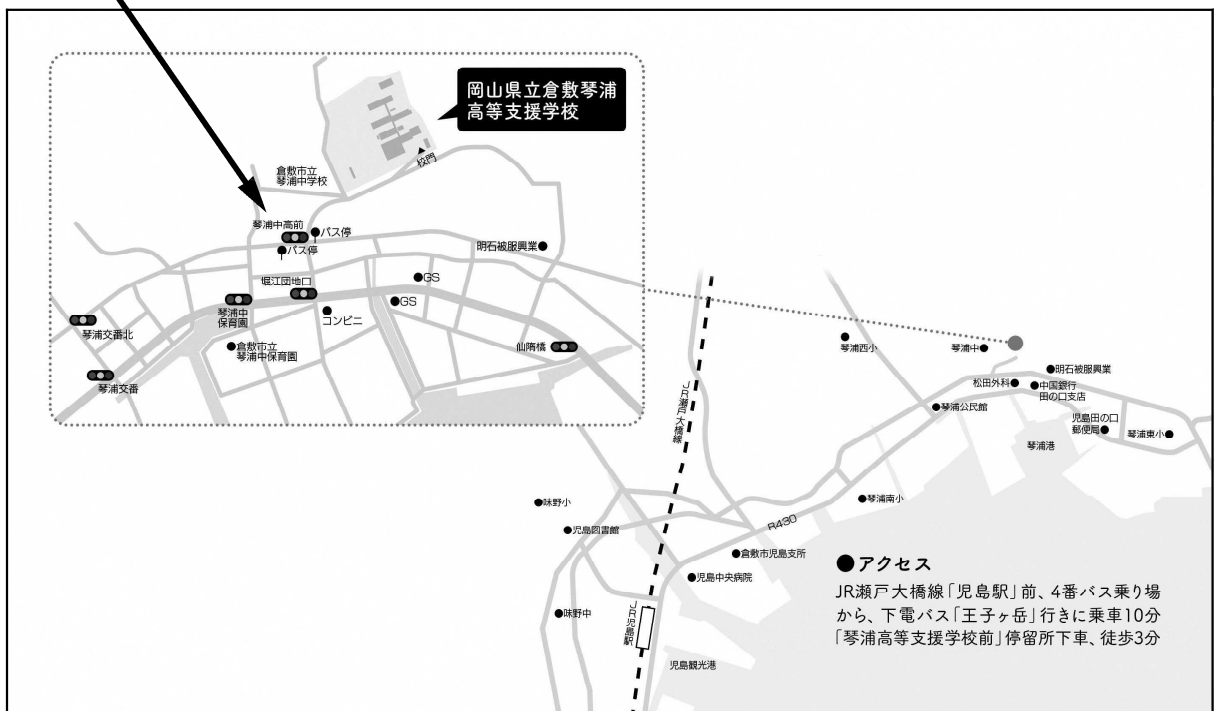 岡山県立倉敷琴浦
高等支援学校
校門
倉敷市立
琴浦中学校
琴浦中高前
バス停
バス停
明石被服興業
堀江団地口
GS
GS
琴浦中
保育園
コンビニ
琴浦交番北
倉敷市立
琴浦中保育園
仙隋橋
琴浦交番
JR瀬戸大橋線
琴浦西小
琴浦中
明石被服興業
松田外科
中国銀行
田の口支店
琴浦公民館
児島田の口
郵便局
琴浦東小
琴浦港
味野小
琴浦南小
児島図書館
R430
倉敷市児島支所
児島中央病院
味野中
JR児島駅
児島観光港
●アクセス
JR瀬戸大橋線「児島駅」前、4番バス乗り場
から、下電バス「王子ヶ岳」行きに乗車10分
「琴浦高等支援学校前」停留所下車、徒歩3分